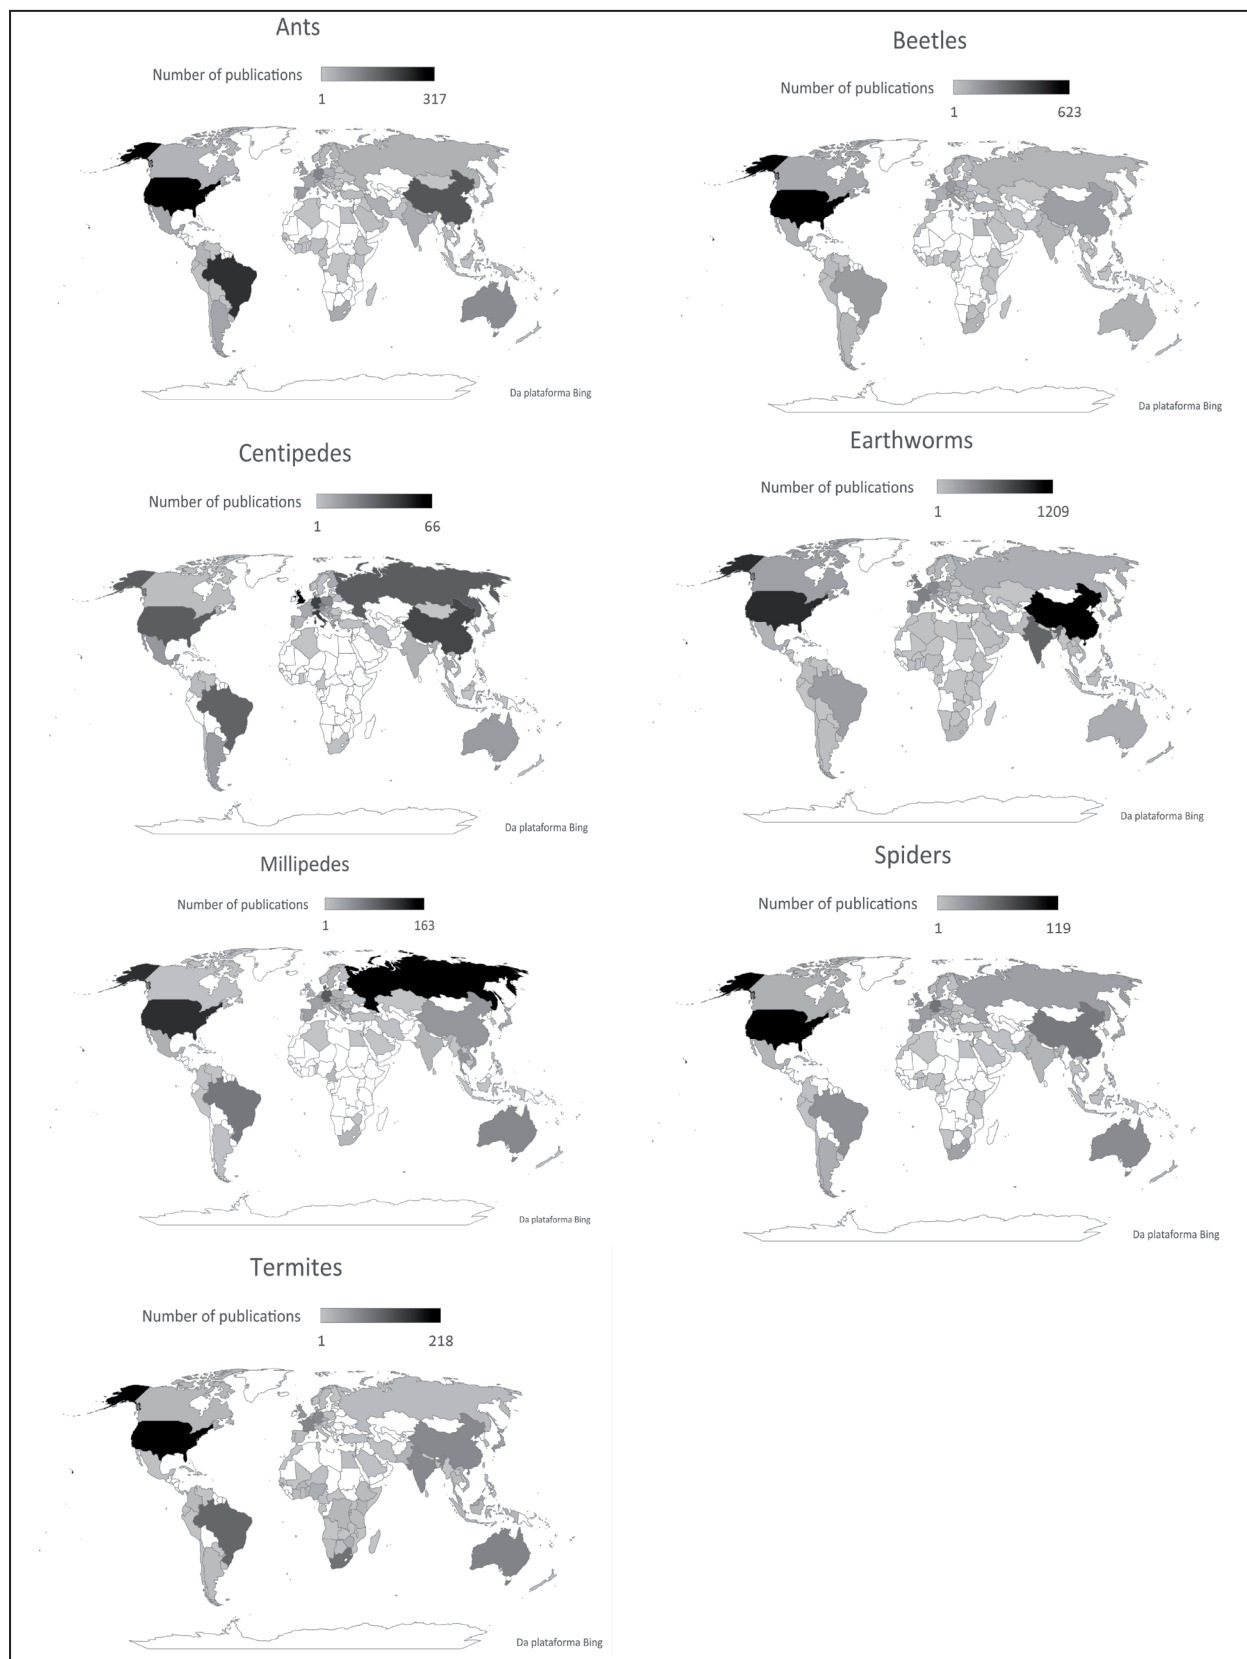 Ants
Number of publications
1 317
Da plataforma Bing
Beetles
Number of publications
1 623
Da plataforma Bing
Centipedes
Number of publications
1 66
Da plataforma Bing
Earthworms
Number of publications
1 1209
Da plataforma Bing
Millipedes
Number of publications
1 163
Da plataforma Bing
Spiders
Number of publications
1 119
Da plataforma Bing
Termites
Number of publications
1 218
Da plataforma Bing